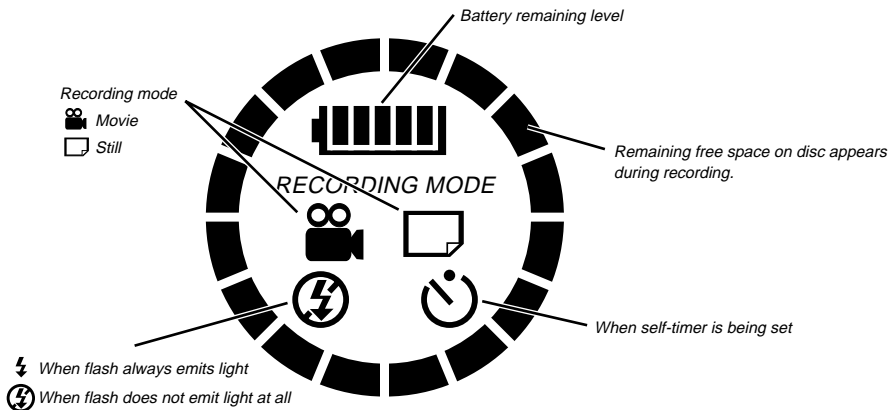 Battery remaining level
Recording mode
Movie
Still
Remaining free space on disc appears
during recording.
RECORDING MODE
When self-timer is being set
When flash always emits light
When flash does not emit light at all